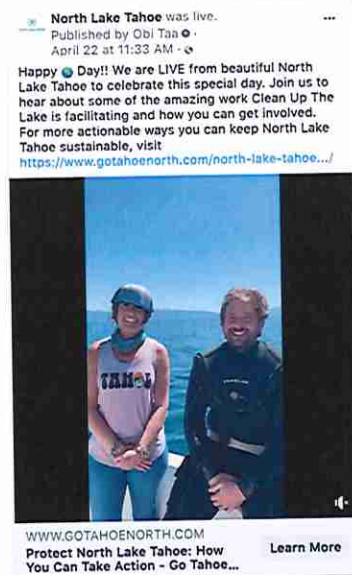 North Lake Tahoe was live.
Published by Obi Taa ·
April 22 at 11:33 AM ·
Happy 🌎 Day!! We are LIVE from beautiful North
Lake Tahoe to celebrate this special day. Join us to
hear about some of the amazing work Clean Up The
Lake is facilitating and how you can get involved.
For more actionable ways you can keep North Lake
Tahoe sustainable, visit
https://www.gotahoenorth.com/north-lake-tahoe.../
WWW.GOTAHOENORTH.COM
Protect North Lake Tahoe: How
You Can Take Action - Go Tahoe...
Learn More